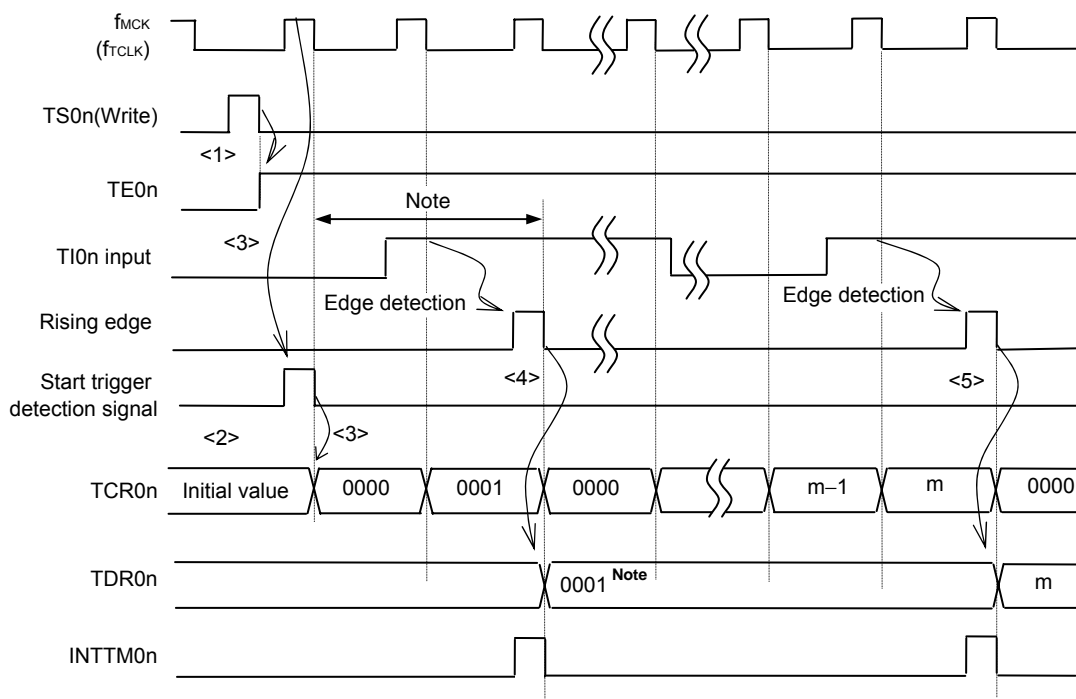 fMCK
(fTCLK)
TS0n(Write)
<1>
TE0n
Note
<3>
TI0n input
Edge detection
Edge detection
Rising edge
<4>
<5>
Start trigger
detection signal
<2>
<3>
TCR0n
Initial value
0000
0001
0000
m−1
m
0000
TDR0n
0001 Note
m
INTTM0n